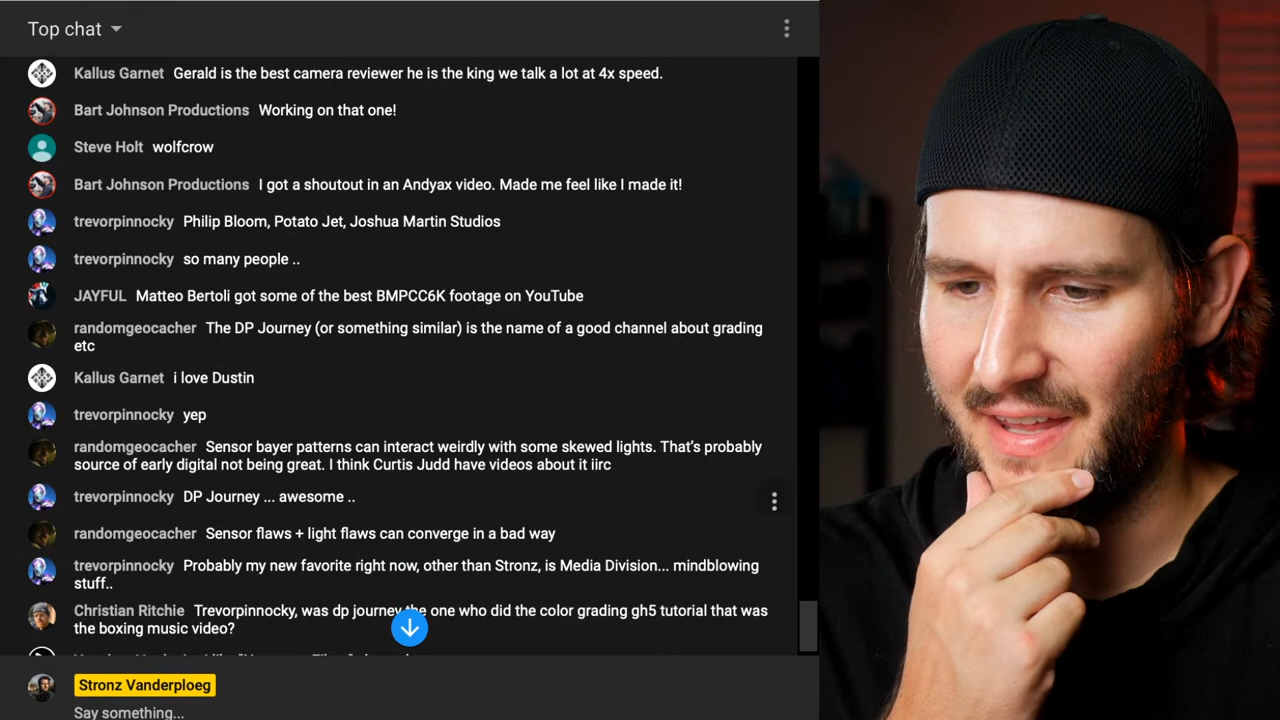 Top chat
Kallus Garnet Gerald is the best camera reviewer he is the king we talk a lot at 4x speed.
Bart Johnson Productions Working on that one!
Steve Holt wolfcrow
Bart Johnson Productions I got a shoutout in an Andyax video. Made me feel like I made it!
trevorpinnocky Philip Bloom, Potato Jet, Joshua Martin Studios
trevorpinnocky so many people ..
JAYFUL Matteo Bertoli got some of the best BMPCC6K footage on YouTube
randomgeocacher The DP Journey (or something similar) is the name of a good channel about grading
etc
Kallus Garnet i love Dustin
trevorpinnocky yep
randomgeocacher Sensor bayer patterns can interact weirdly with some skewed lights. That's probably
source of early digital not being great. I think Curtis Judd have videos about it iirc
trevorpinnocky DP Journey ... awesome ..
randomgeocacher Sensor flaws + light flaws can converge in a bad way
trevorpinnocky Probably my new favorite right now, other than Stronz, is Media Division... mindblowing
stuff..
Christian Ritchie Trevorpinnocky, was dp journey the one who did the color grading gh5 tutorial that was
the boxing music video?
Stronz Vanderploeg
Say something...